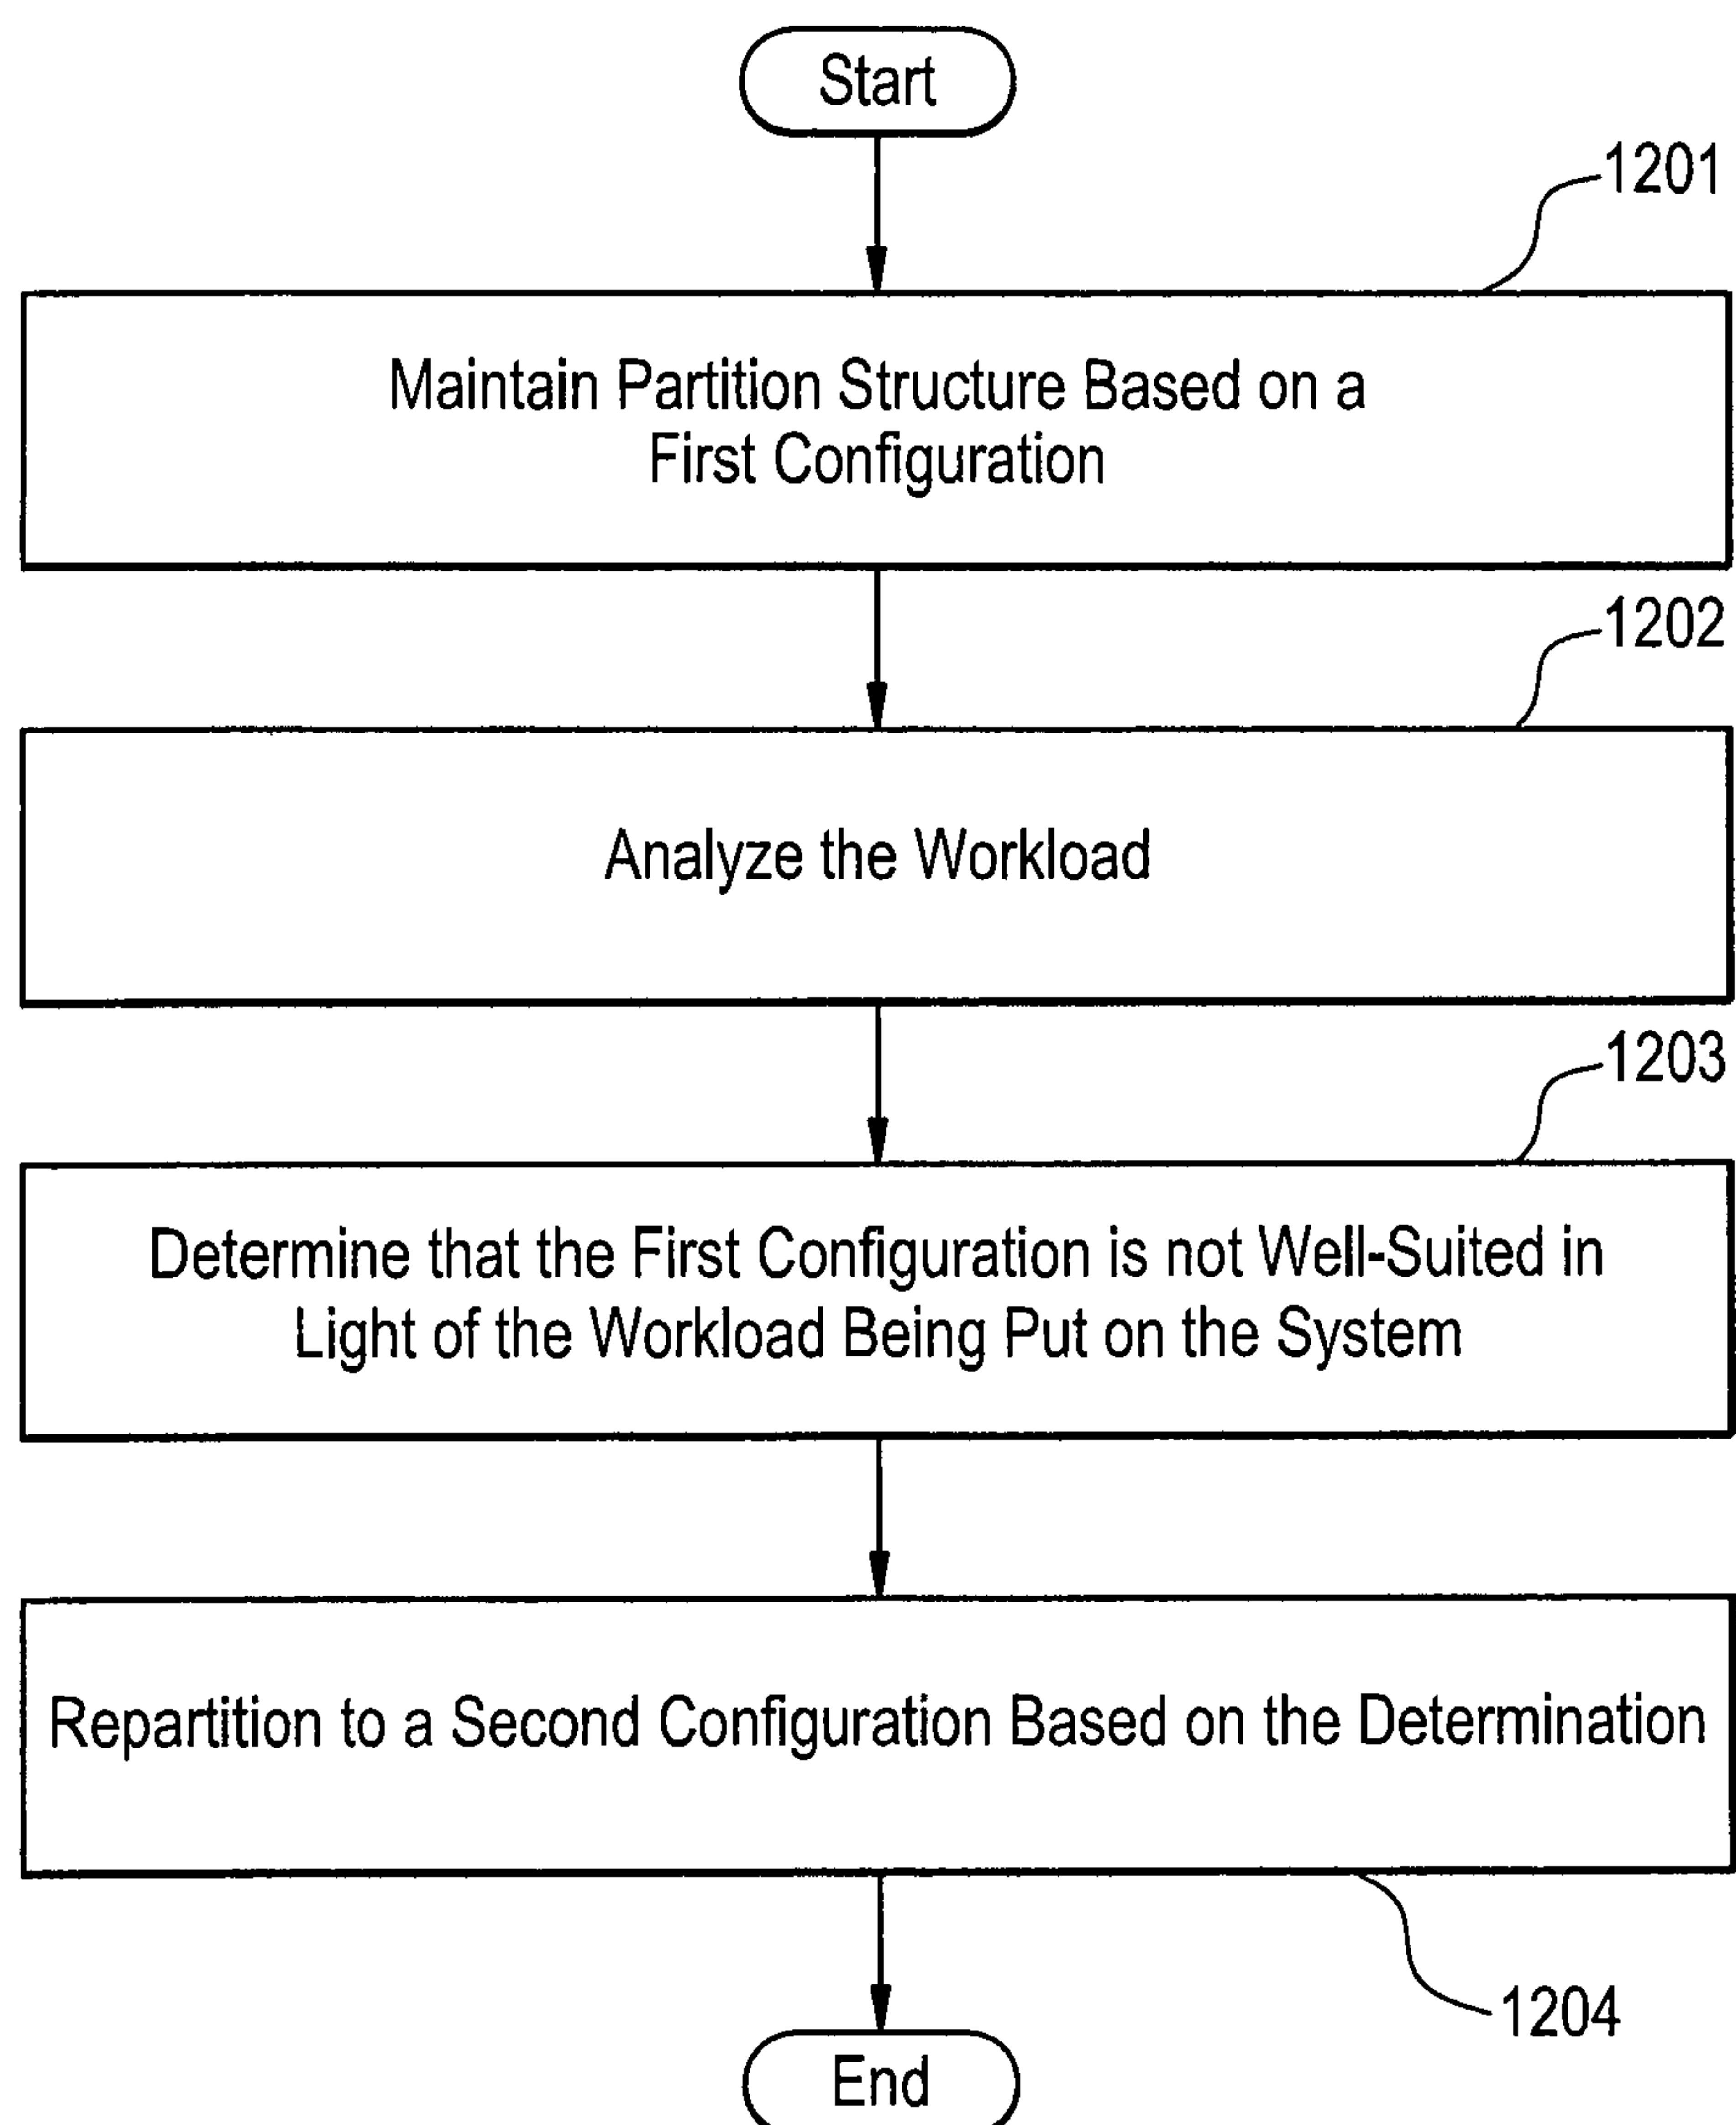 Start
1201
Maintain Partition Structure Based on a
First Configuration
1202
Analyze the Workload
1203
Determine that the First Configuration is not Well-Suited in
Light of the Workload Being Put on the System
Repartition to a Second Configuration Based on the Determination
1204
End